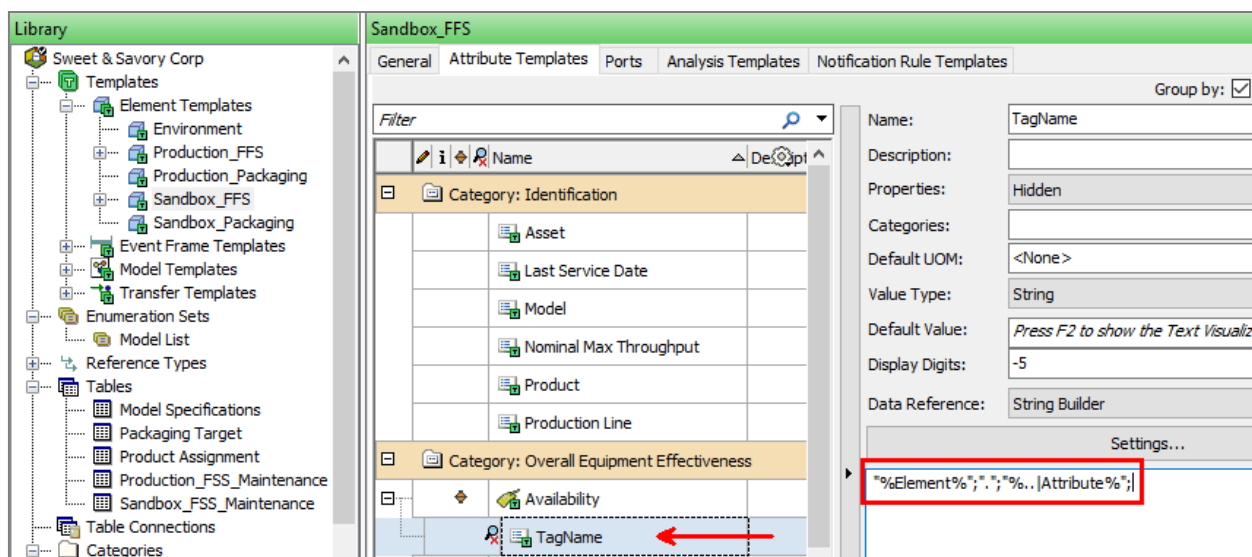 Library
Sweet & Savory Corp
Templates
Element Templates
Environment
Production_FFS
Production_Packaging
Sandbox_FFS
Sandbox_Packaging
Event Frame Templates
Model Templates
Transfer Templates
Enumeration Sets
Model List
Reference Types
Tables
Model Specifications
Packaging Target
Product Assignment
Production_FSS_Maintenance
Sandbox_FSS_Maintenance
Table Connections
Categories
Sandbox_FFS
General Attribute Templates Ports Analysis Templates Notification Rule Templates
Group by:
Filter
Name Descript
Category: Identification
Asset
Last Service Date
Model
Nominal Max Throughput
Product
Production Line
Category: Overall Equipment Effectiveness
Availability
TagName
Name: TagName
Description:
Properties: Hidden
Categories:
Default UOM: <None>
Value Type: String
Default Value: Press F2 to show the Text Visualiz
Display Digits: -5
Data Reference: String Builder
Settings...
"%Element%";".";"%..|Attribute%";